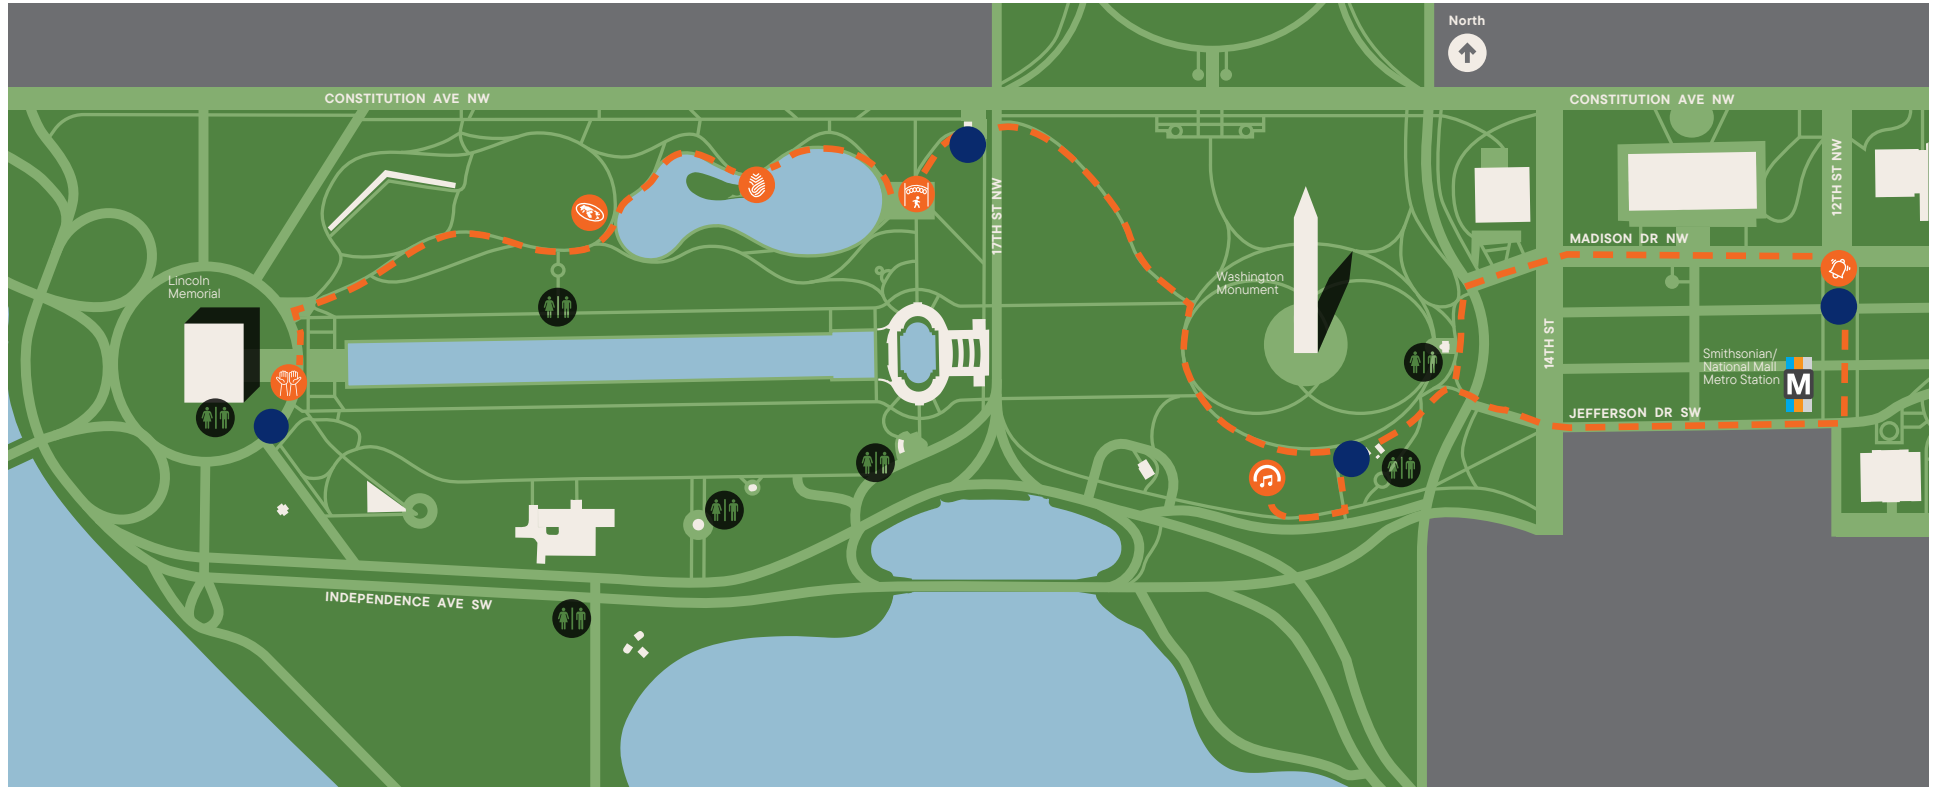 North
CONSTITUTION AVE NW
CONSTITUTION AVE NW
12TH ST NW
17TH ST NW
MADISON DR NW
Lincoln
Memorial
Washington
Monument
14TH ST
Smithsonian/
National Mall
Metro Station
M
JEFFERSON DR SW
INDEPENDENCE AVE SW